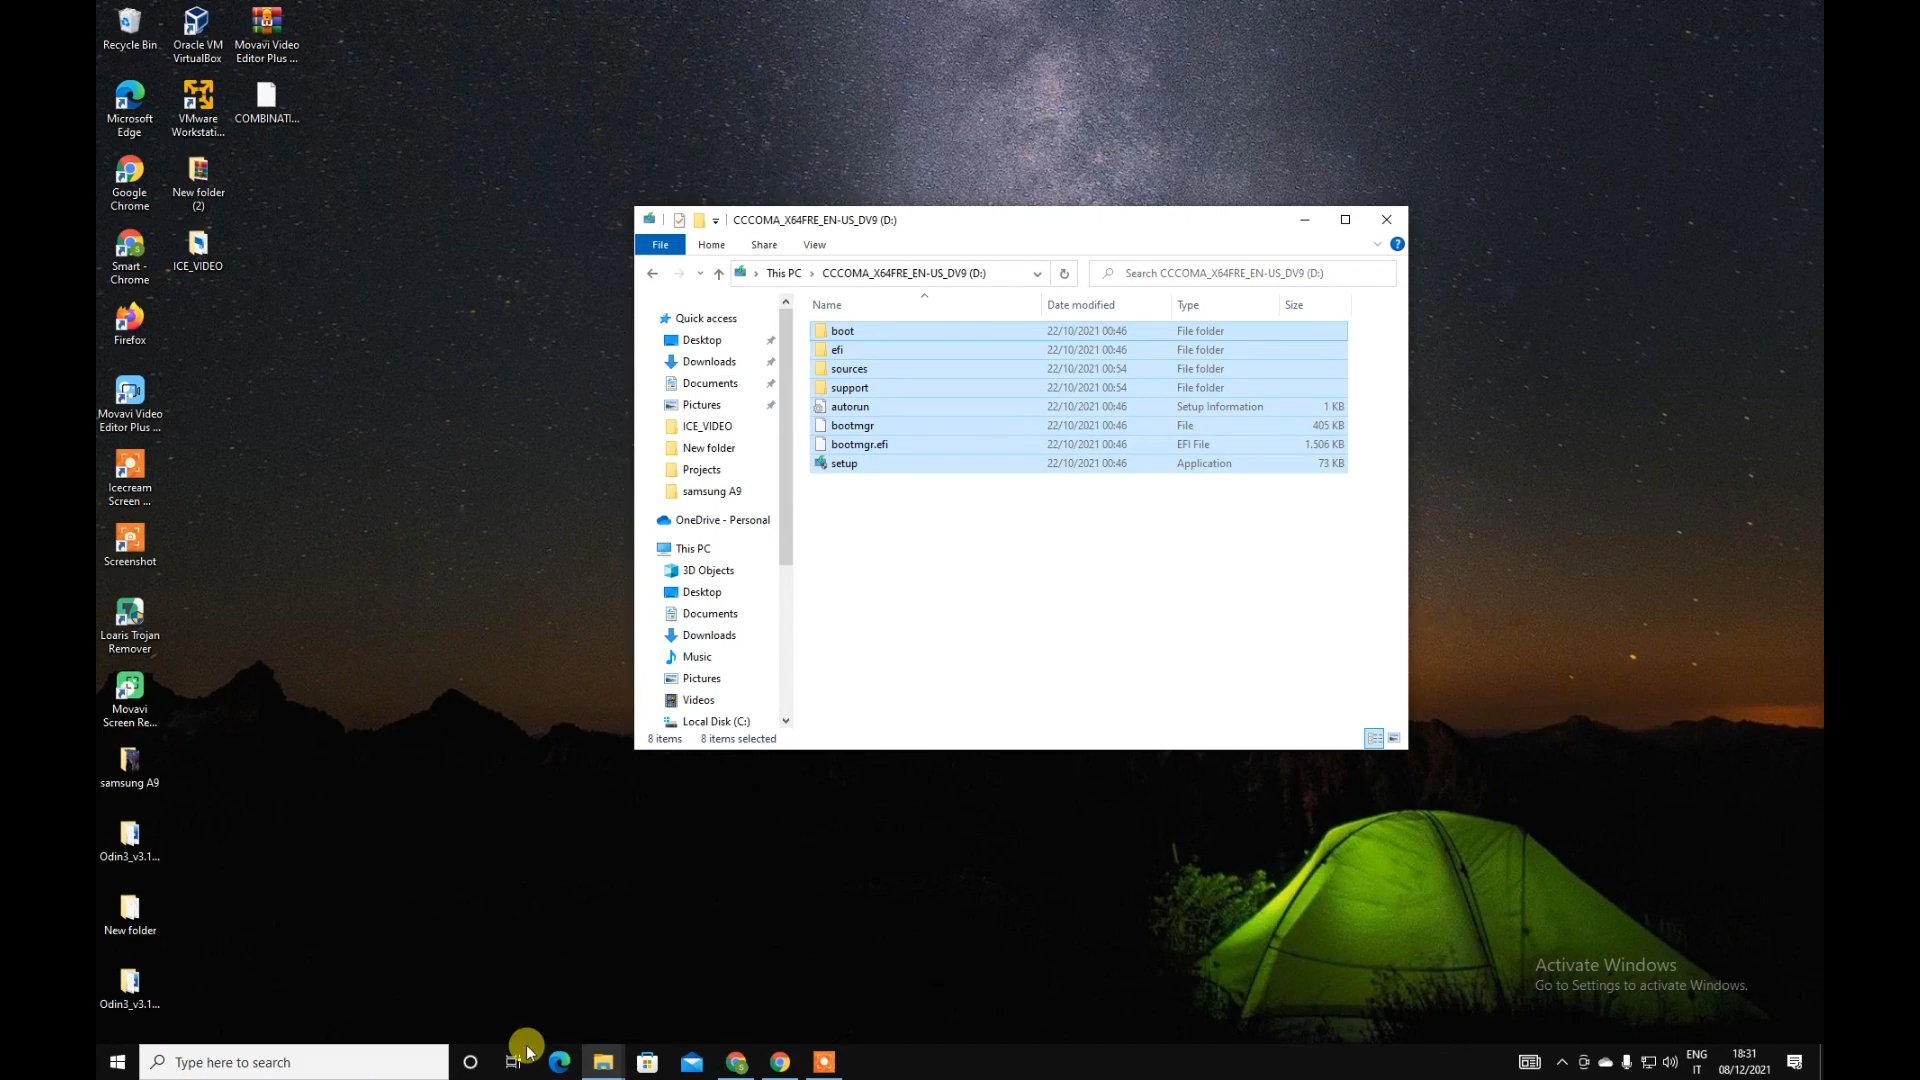 Recycle Bin
Oracle VM
VirtualBox
Movavi Video
Editor Plus ...
Microsoft
Edge
VMware
Workstati...
COMBINATI...
Google
Chrome
New folder
(2)
Smart -
Chrome
ICE_VIDEO
Firefox
Movavi Video
Editor Plus ...
Icecream
Screen ...
Screenshot
Loaris Trojan
Remover
Movavi
Screen Re...
samsung A9
Odin3_v3.1...
New folder
Odin3_v3.1...
CCCOMA_X64FRE_EN-US_DV9 (D:)
File Home Share View
This PC > CCCOMA_X64FRE_EN-US_DV9 (D:)
Search CCCOMA_X64FRE_EN-US_DV9 (D:)
Name Date modified Type Size
boot 22/10/2021 00:46 File folder
efi 22/10/2021 00:46 File folder
sources 22/10/2021 00:54 File folder
support 22/10/2021 00:54 File folder
autorun 22/10/2021 00:46 Setup Information 1 KB
bootmgr 22/10/2021 00:46 File 405 KB
bootmgr.efi 22/10/2021 00:46 EFI File 1.506 KB
setup 22/10/2021 00:46 Application 73 KB
Quick access
Desktop
Downloads
Documents
Pictures
ICE_VIDEO
New folder
Projects
samsung A9
OneDrive - Personal
This PC
3D Objects
Desktop
Documents
Downloads
Music
Pictures
Videos
Local Disk (C:)
8 items 8 items selected
Activate Windows
Go to Settings to activate Windows.
Type here to search
ENG
IT
18:31
08/12/2021